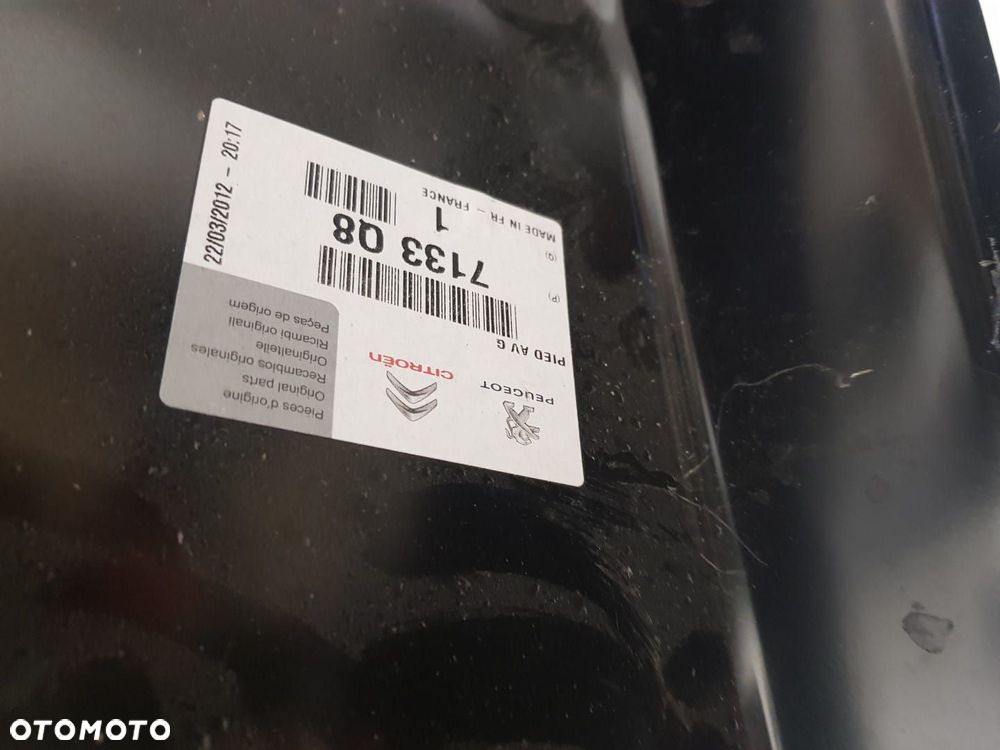 PEUGEOT
CITROËN
Pièces d'origine
Original parts
Recambios originales
Originalteile
Ricambi originali
Peças de origem
PIED AV G
(P)
7133 Q8
(Q)
1
MADE IN FR - FRANCE
22/03/2012 - 20:17
OTOMOTO